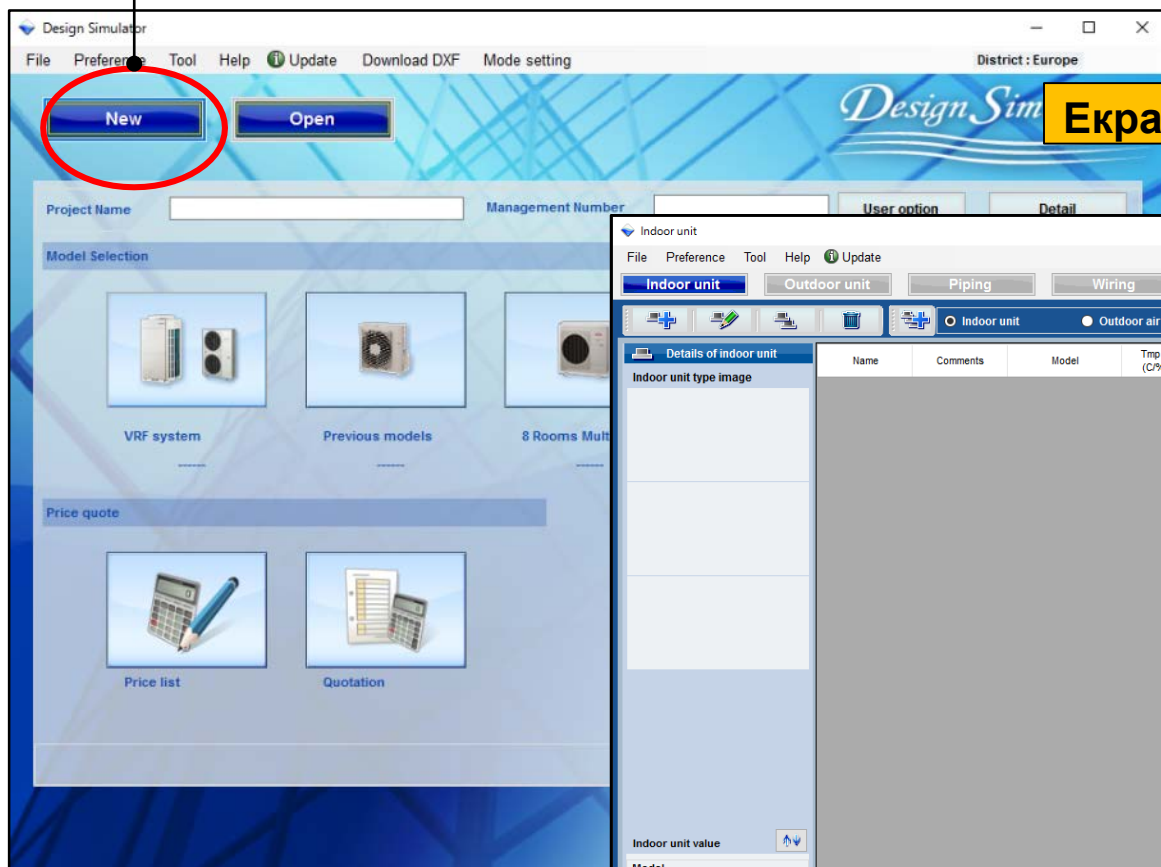 Design Simulator
File Preference Tool Help Update Download DXF Mode setting
District : Europe
New
Open
Design Sim
Екра
Project Name
Management Number
User option
Detail
Model Selection
VRF system
------
Previous models
------
8 Rooms Mult
------
Price quote
Price list
Quotation
Indoor unit
File Preference Tool Help Update
Indoor unit
Outdoor unit
Piping
Wiring
Indoor unit
Outdoor air
Details of indoor unit
Indoor unit type image
Name
Comments
Model
Tmp
(C/%
Indoor unit value
Model